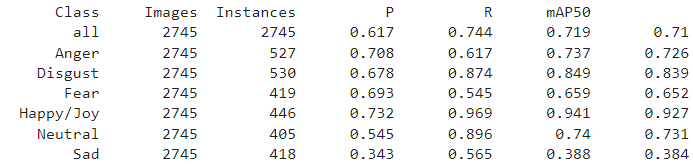 Class Images Instances P R mAP50
all 2745 2745 0.617 0.744 0.719 0.71
Anger 2745 527 0.708 0.617 0.737 0.726
Disgust 2745 530 0.678 0.874 0.849 0.839
Fear 2745 419 0.693 0.545 0.659 0.652
Happy/Joy 2745 446 0.732 0.969 0.941 0.927
Neutral 2745 405 0.545 0.896 0.74 0.731
Sad 2745 418 0.343 0.565 0.388 0.384